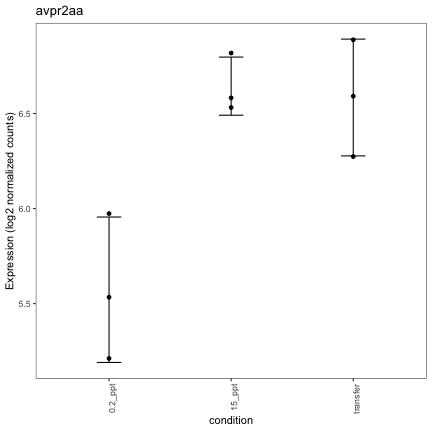 avpr2aa
Expression (log2 normalized counts)
6.5
6.0
5.5
0.2_ppt
15_ppt
transfer
condition